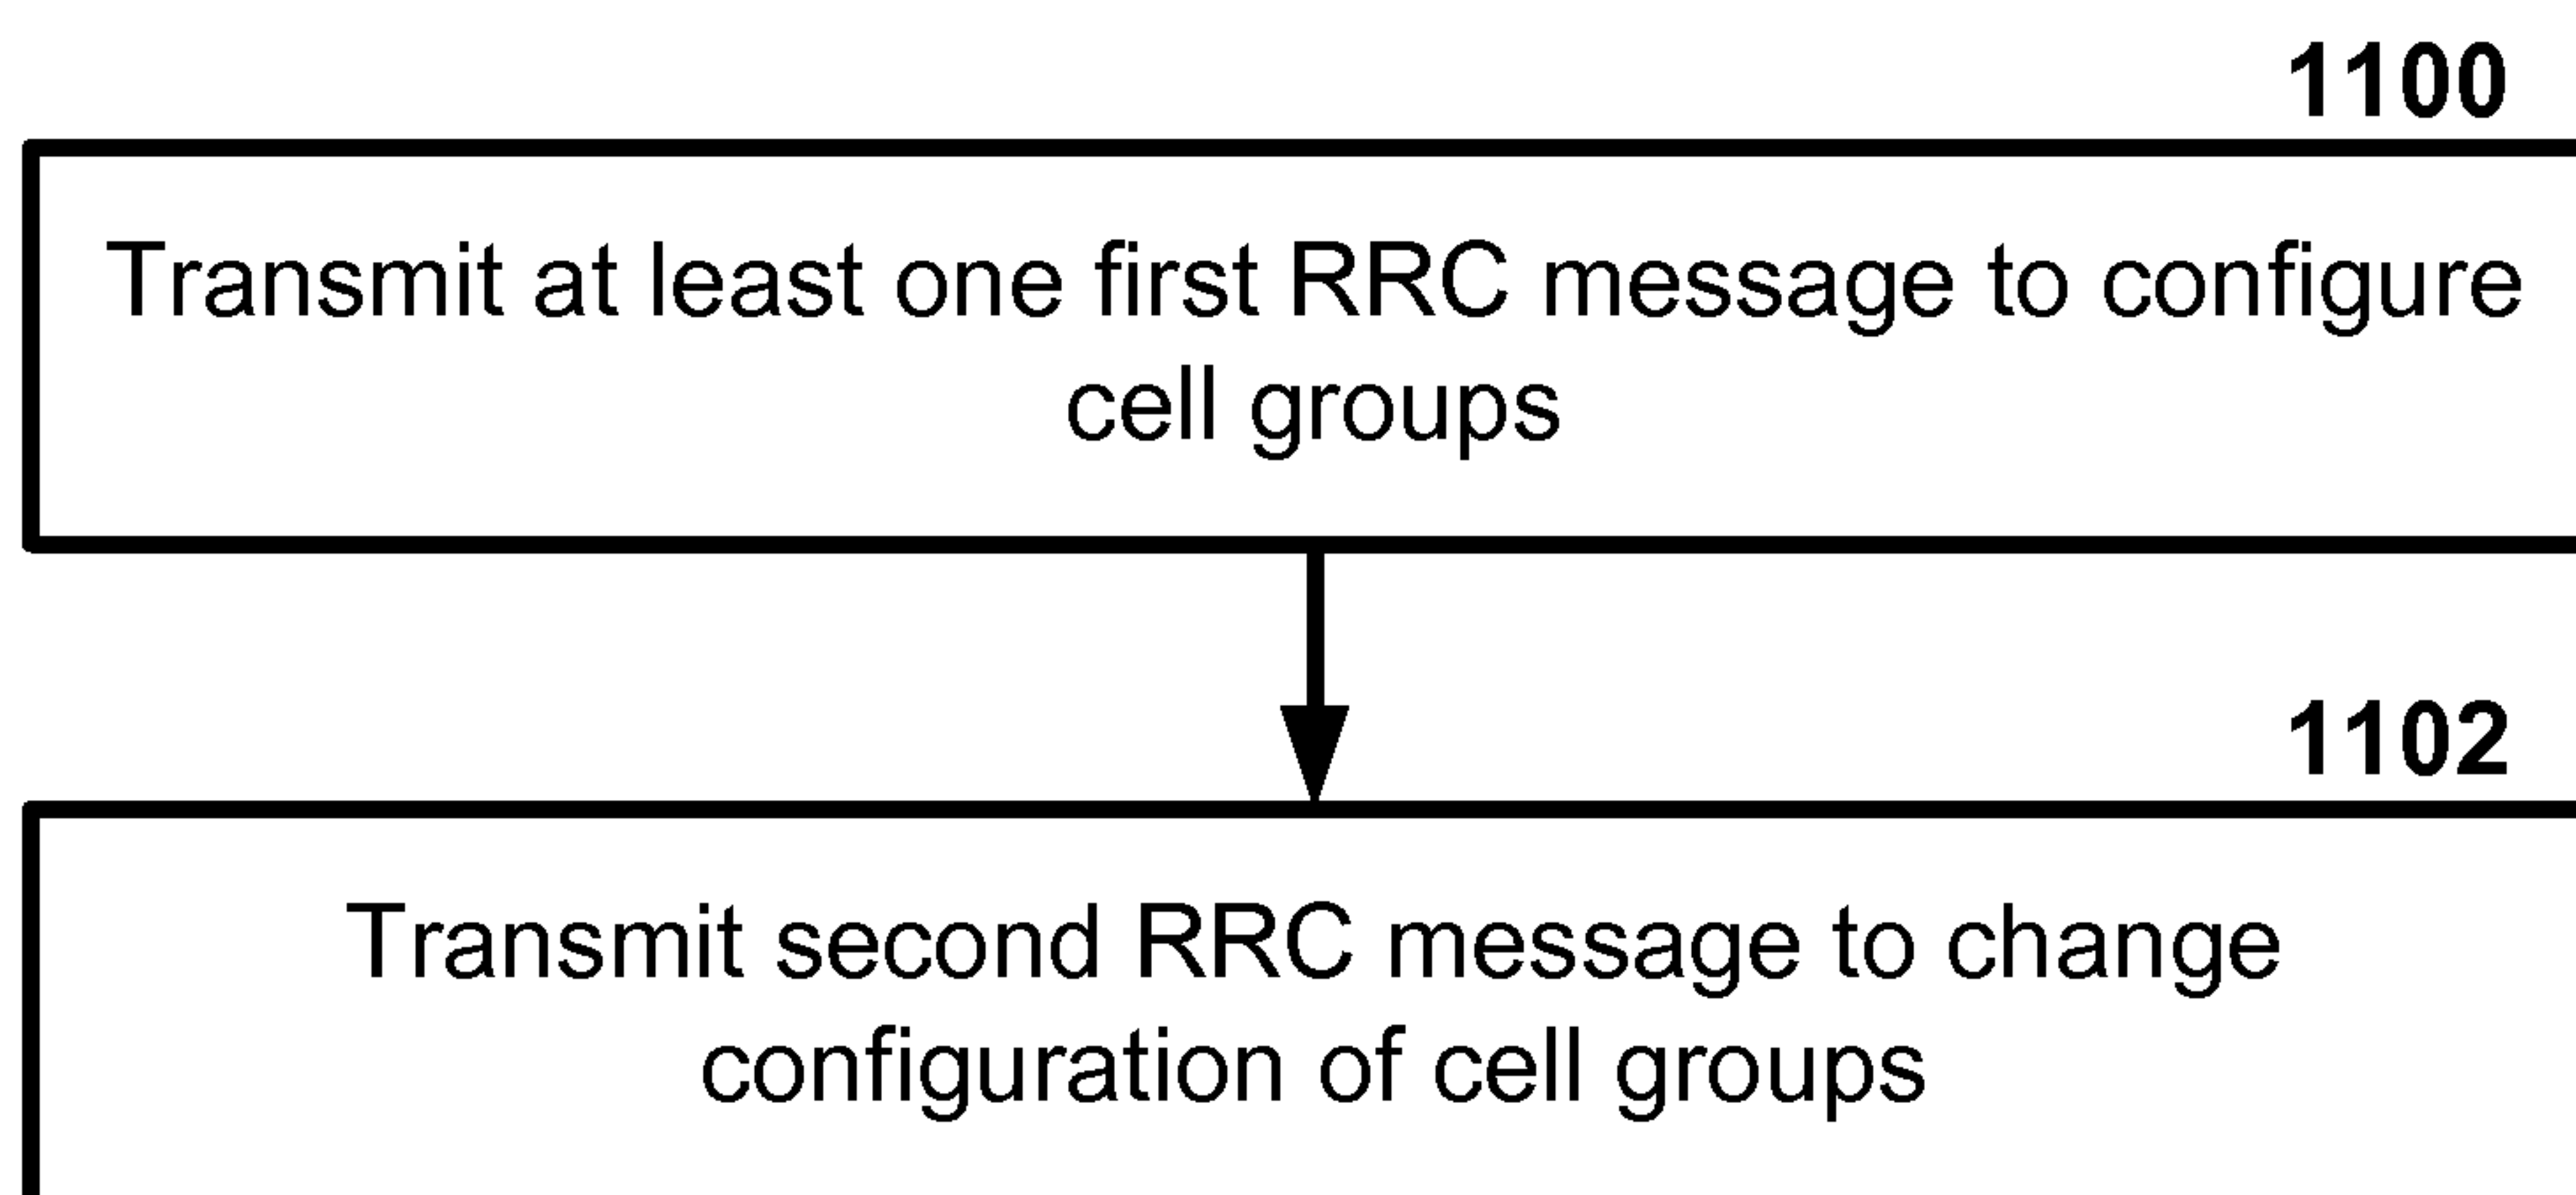 1100
Transmit at least one first RRC message to configure
cell groups
1102
Transmit second RRC message to change
configuration of cell groups